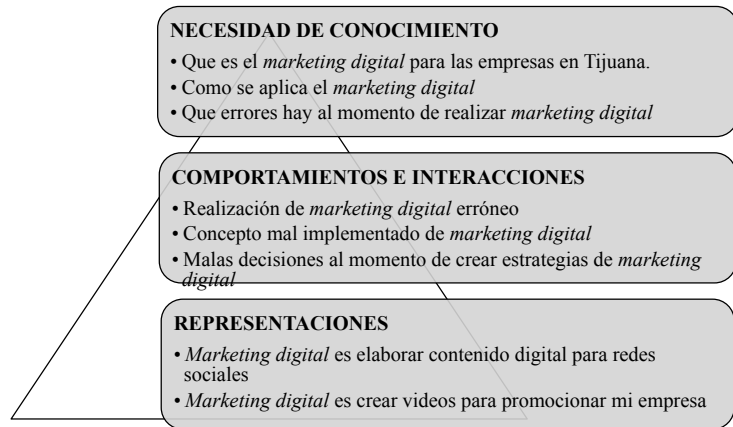 NECESIDAD DE CONOCIMIENTO
• Que es el marketing digital para las empresas en Tijuana.
• Como se aplica el marketing digital
• Que errores hay al momento de realizar marketing digital
COMPORTAMIENTOS E INTERACCIONES
• Realización de marketing digital erróneo
• Concepto mal implementado de marketing digital
• Malas decisiones al momento de crear estrategias de marketing
digital
REPRESENTACIONES
• Marketing digital es elaborar contenido digital para redes
sociales
• Marketing digital es crear videos para promocionar mi empresa